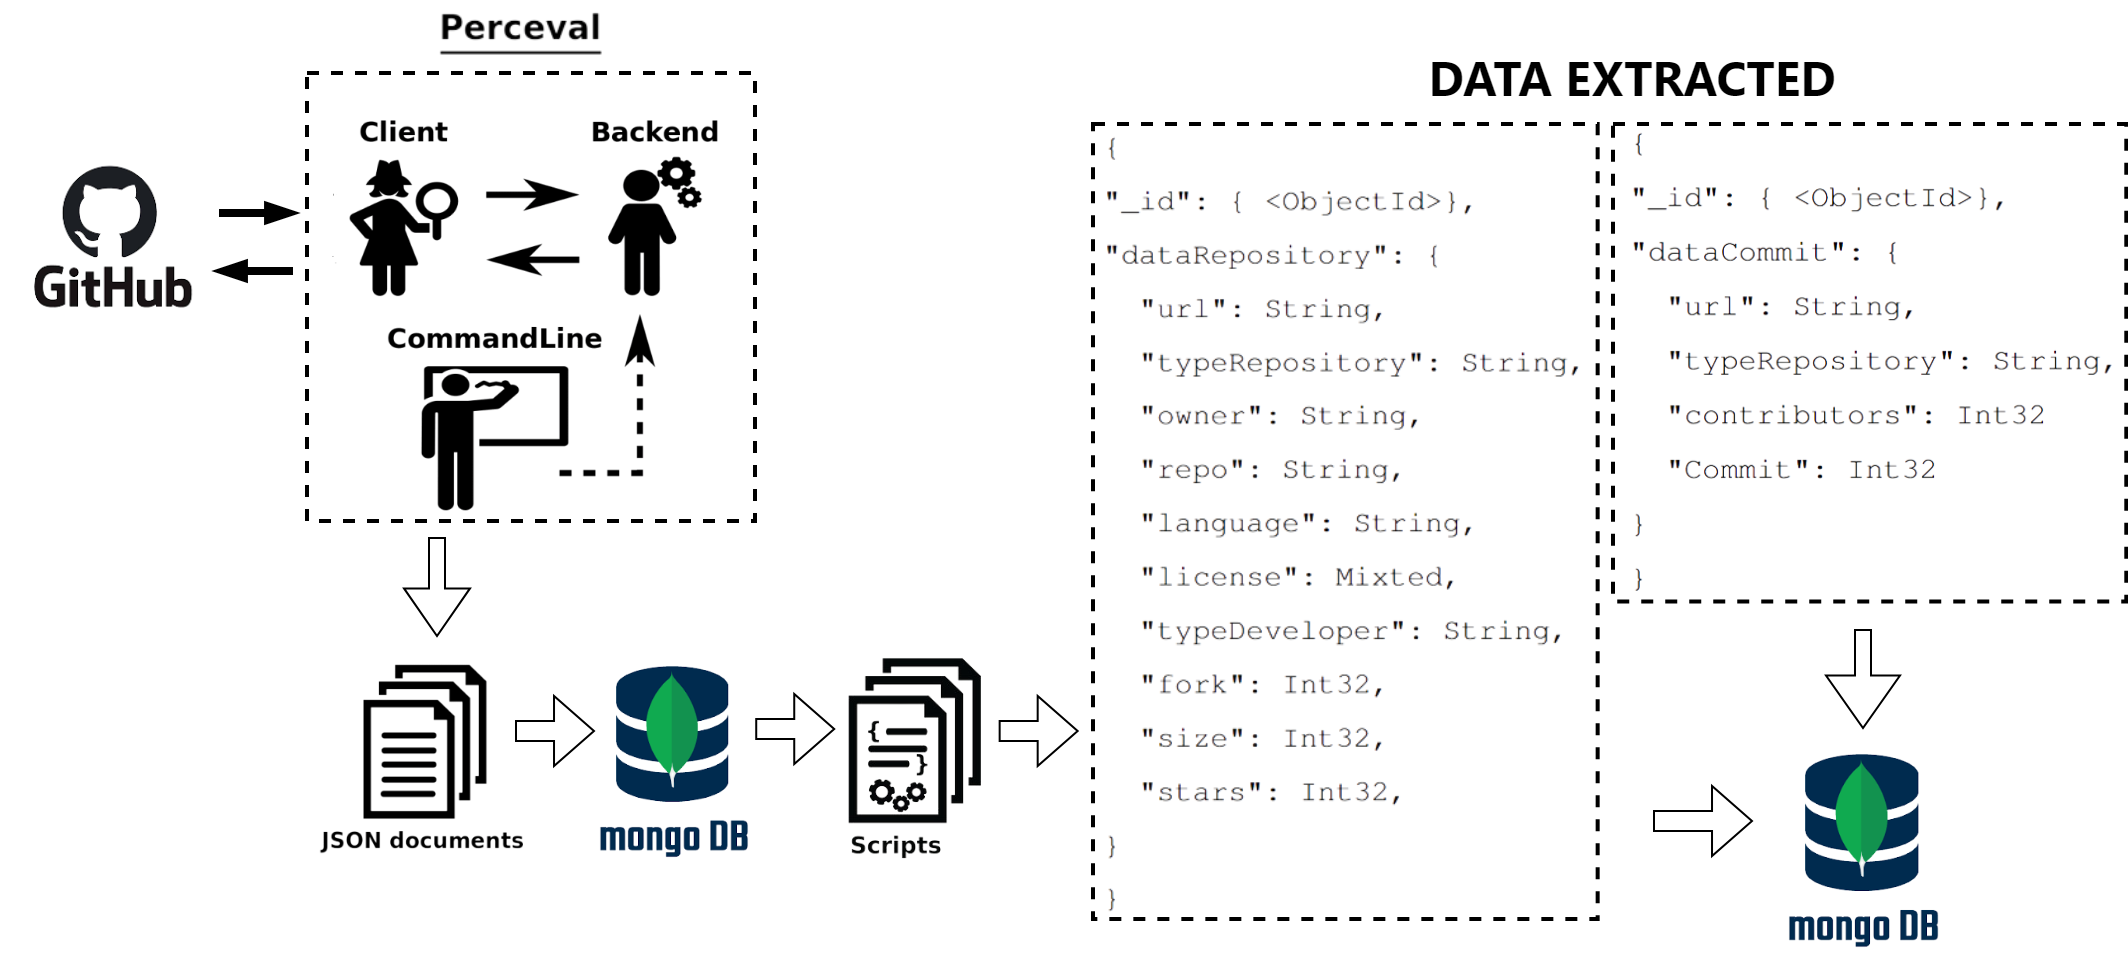 Perceval
Client
Backend
CommandLine
GitHub
JSON documents
mongo DB
Scripts
DATA EXTRACTED
{
"_id": { <ObjectId>},
"dataRepository": {
"url": String,
"typeRepository": String,
"owner": String,
"repo": String,
"language": String,
"license": Mixted,
"typeDeveloper": String,
"fork": Int32,
"size": Int32,
"stars": Int32,
}
}
{
"_id": { <ObjectId>},
"dataCommit": {
"url": String,
"typeRepository": String,
"contributors": Int32
"Commit": Int32
}
}
mongo DB